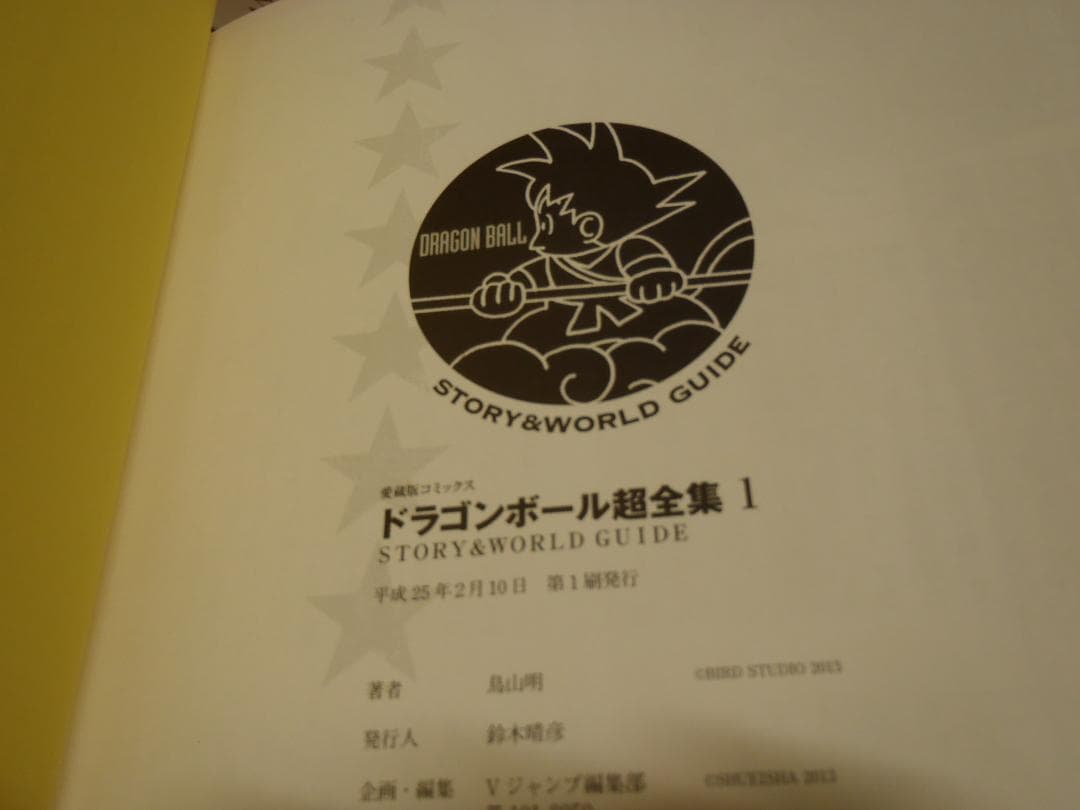 DRAGON BALL
STORY&WORLD GUIDE
愛蔵版コミックス
ドラゴンボール超全集 1
STORY&WORLD GUIDE
平成25年2月10日 第1刷発行
著者 鳥山明 ©BIRD STUDIO 2013
発行人 鈴木晴彦
企画・編集 Vジャンプ編集部 ©SHUEISHA 2013